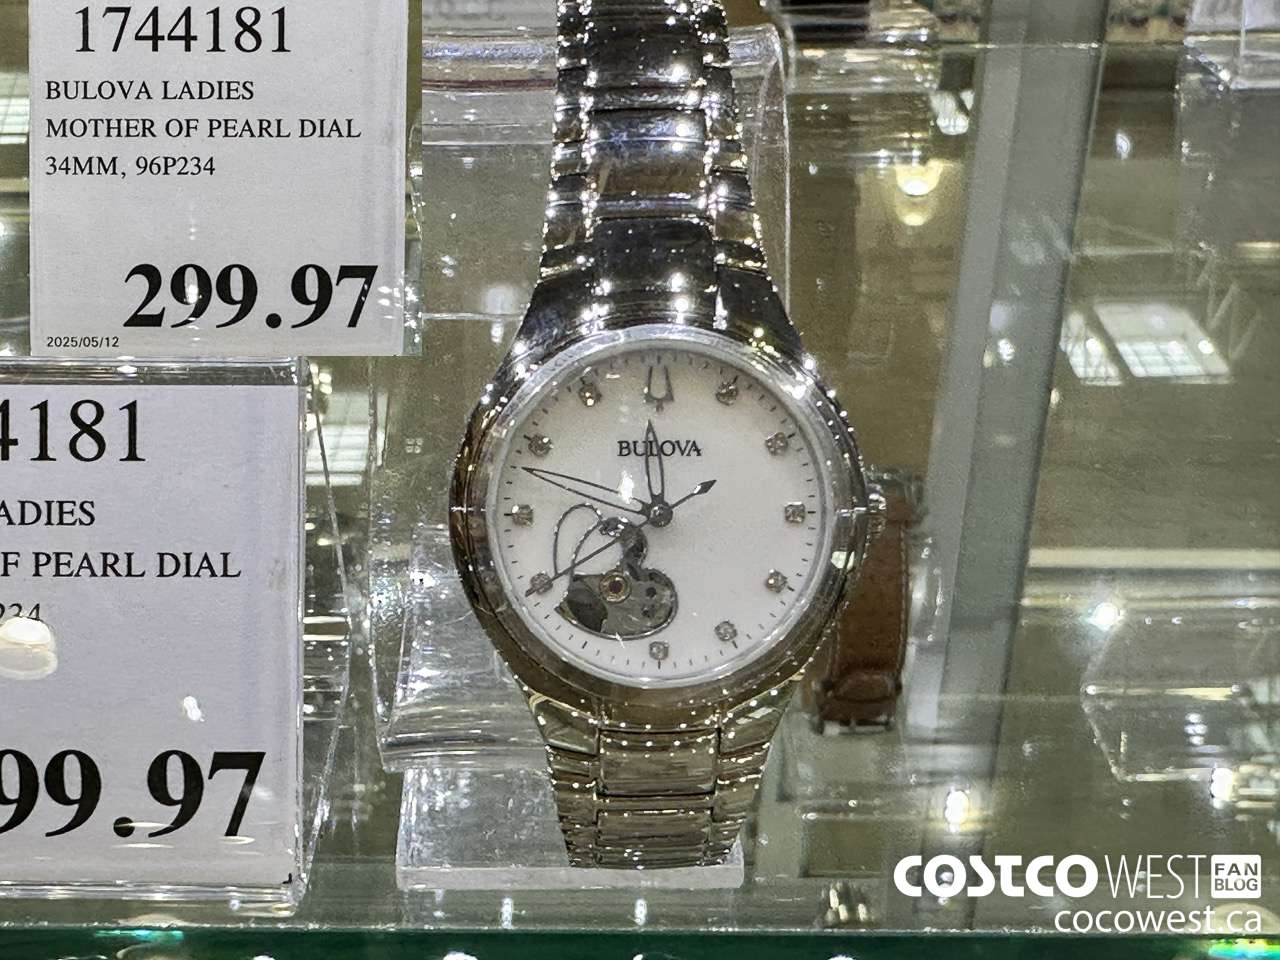 1744181
BULOVA LADIES
MOTHER OF PEARL DIAL
34MM, 96P234
299.97
2025/05/12
4181
ADIES
F PEARL DIAL
234
99.97
BULOVA
COSTCO WEST FAN BLOG
cocowest.ca